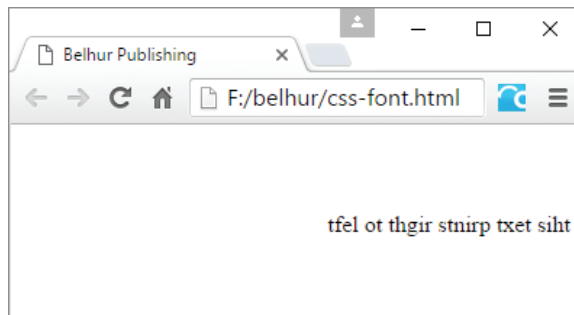 Belhur Publishing
F:/belhur/css-font.html
tfel ot thgir stnirp txet siht